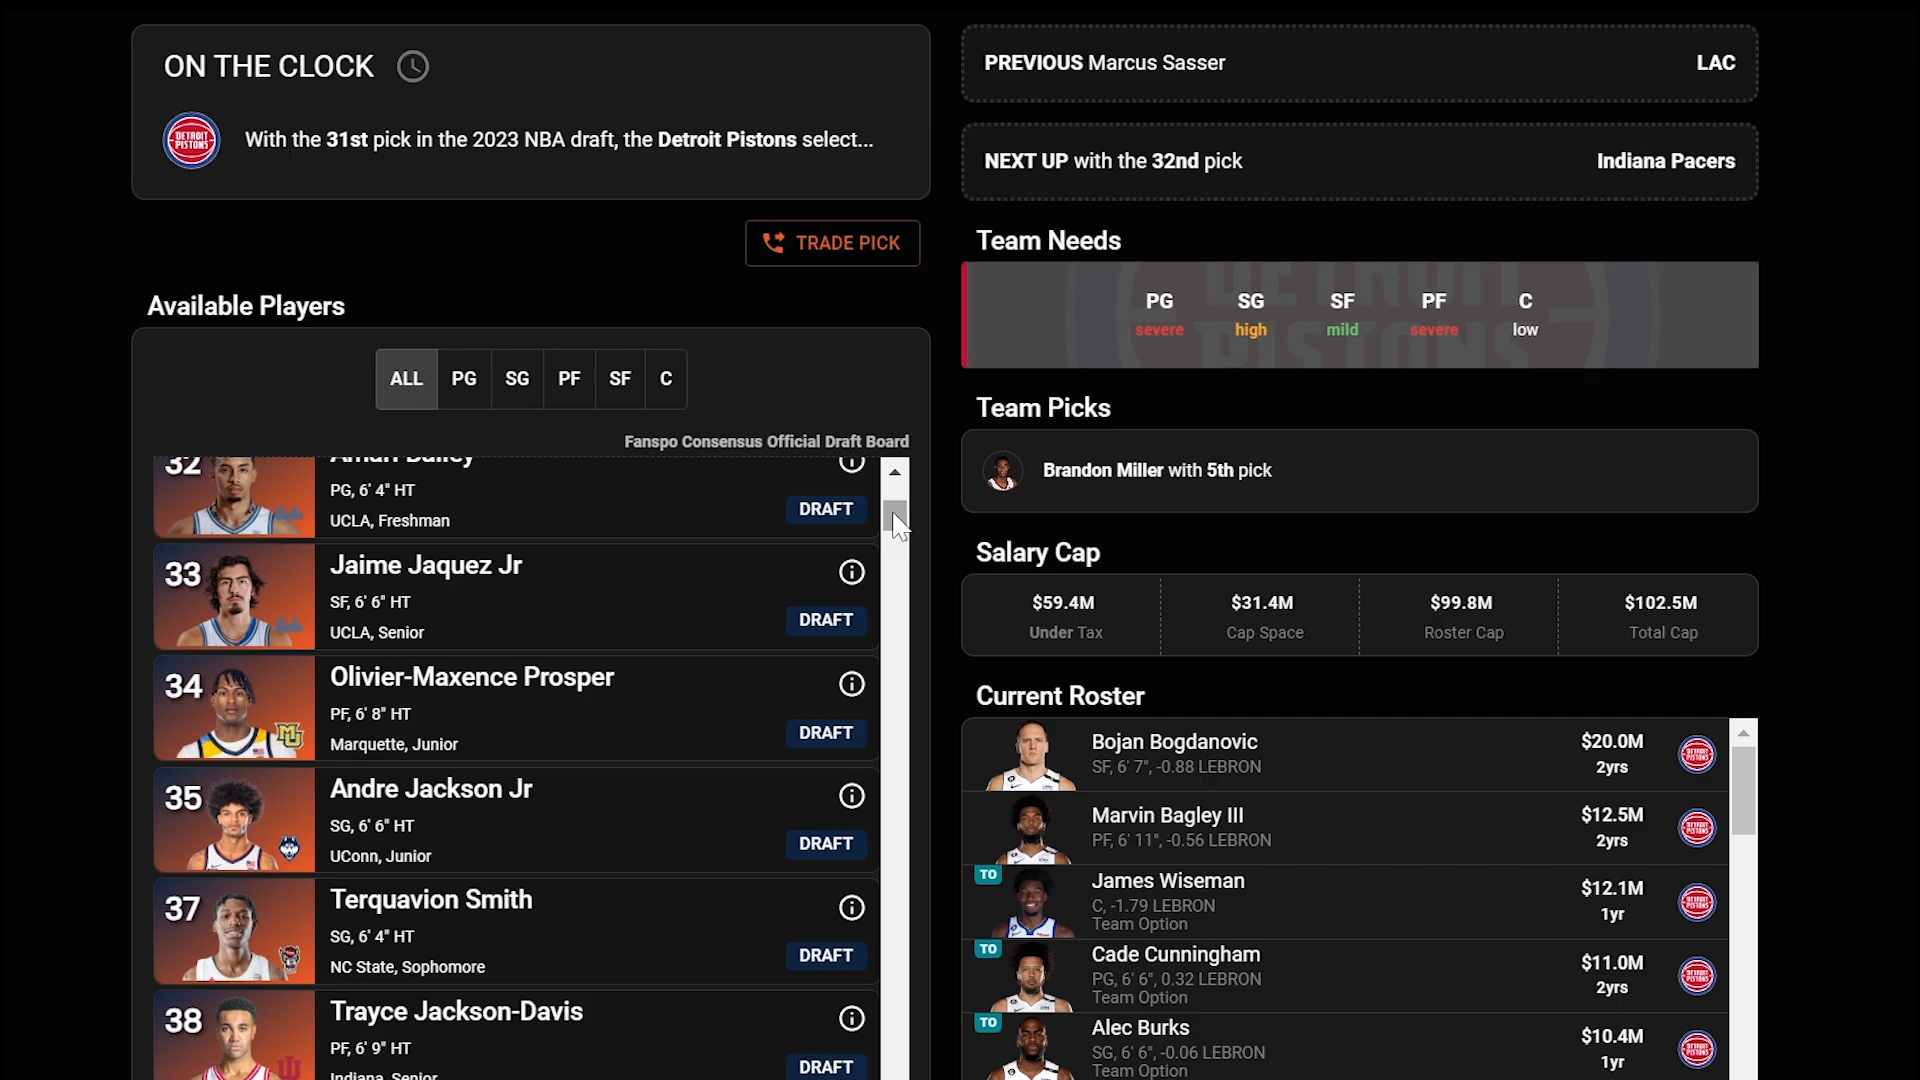 ON THE CLOCK
With the 31st pick in the 2023 NBA draft, the Detroit Pistons select...
TRADE PICK
Available Players
ALL PG SG PF SF C
Fanspo Consensus Official Draft Board
32
PG, 6' 4" HT
UCLA, Freshman
DRAFT
33
Jaime Jaquez Jr
SF, 6' 6" HT
UCLA, Senior
DRAFT
34
Olivier-Maxence Prosper
PF, 6' 8" HT
Marquette, Junior
DRAFT
35
Andre Jackson Jr
SG, 6' 6" HT
UConn, Junior
DRAFT
37
Terquavion Smith
SG, 6' 4" HT
NC State, Sophomore
DRAFT
38
Trayce Jackson-Davis
PF, 6' 9" HT
Indiana, Senior
DRAFT
PREVIOUS Marcus Sasser LAC
NEXT UP with the 32nd pick Indiana Pacers
Team Needs
PG SG SF PF C
severe high mild severe low
DETROIT
PISTONS
Team Picks
Brandon Miller with 5th pick
Salary Cap
$59.4M $31.4M $99.8M $102.5M
Under Tax Cap Space Roster Cap Total Cap
Current Roster
Bojan Bogdanovic
SF, 6' 7", -0.88 LEBRON
$20.0M
2yrs
Marvin Bagley III
PF, 6' 11", -0.56 LEBRON
$12.5M
2yrs
TO
James Wiseman
C, -1.79 LEBRON
Team Option
$12.1M
1yr
TO
Cade Cunningham
PG, 6' 6", 0.32 LEBRON
Team Option
$11.0M
2yrs
TO
Alec Burks
SG, 6' 6", -0.06 LEBRON
Team Option
$10.4M
1yr